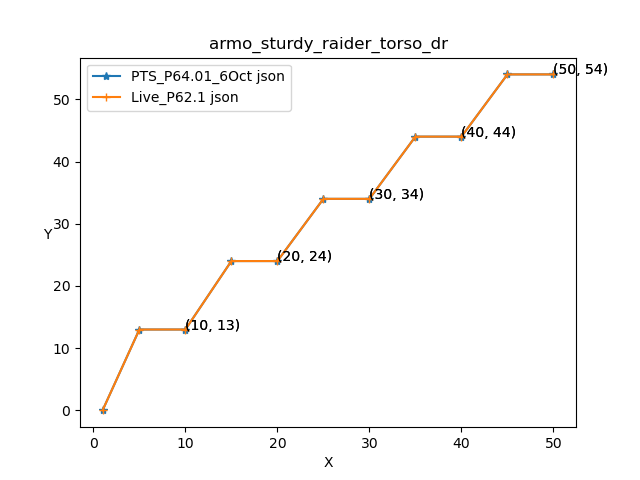 armo_sturdy_raider_torso_dr
PTS_P64.01_6Oct json
Live_P62.1 json
(50, 54)
(40, 44)
(30, 34)
(20, 24)
(10, 13)
Y
50
40
30
20
10
0
0 10 20 30 40 50
X